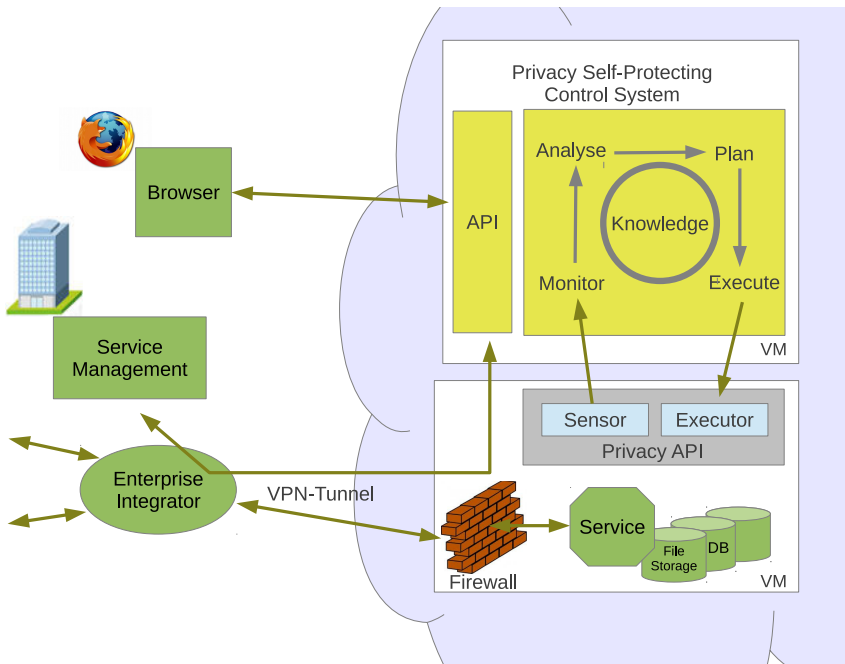 Privacy Self-Protecting
Control System
Browser
API
Analyse
Plan
Knowledge
Monitor
Execute
VM
Service
Management
Sensor
Executor
Privacy API
Enterprise
Integrator
VPN-Tunnel
Firewall
Service
File
Storage
DB
VM